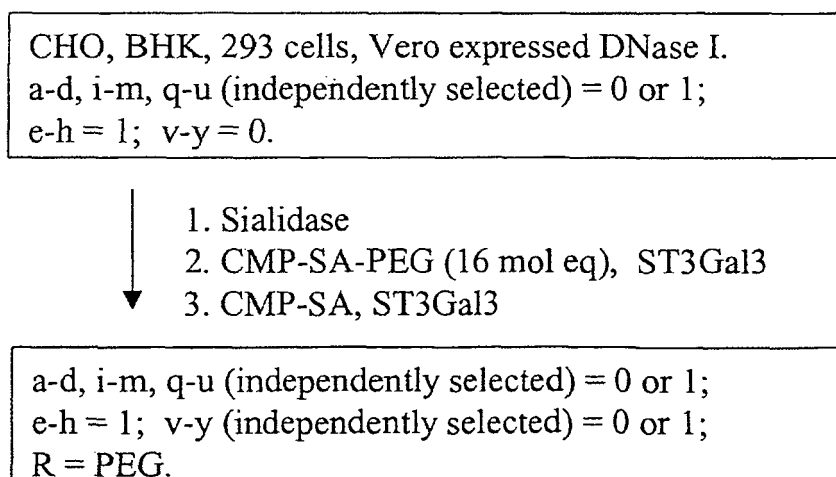 CHO, BHK, 293 cells, Vero expressed DNase I.
a-d, i-m, q-u (independently selected) = 0 or 1;
e-h = 1; v-y = 0.
1. Sialidase
2. CMP-SA-PEG (16 mol eq), ST3Gal3
3. CMP-SA, ST3Gal3
a-d, i-m, q-u (independently selected) = 0 or 1;
e-h = 1; v-y (independently selected) = 0 or 1;
R = PEG.